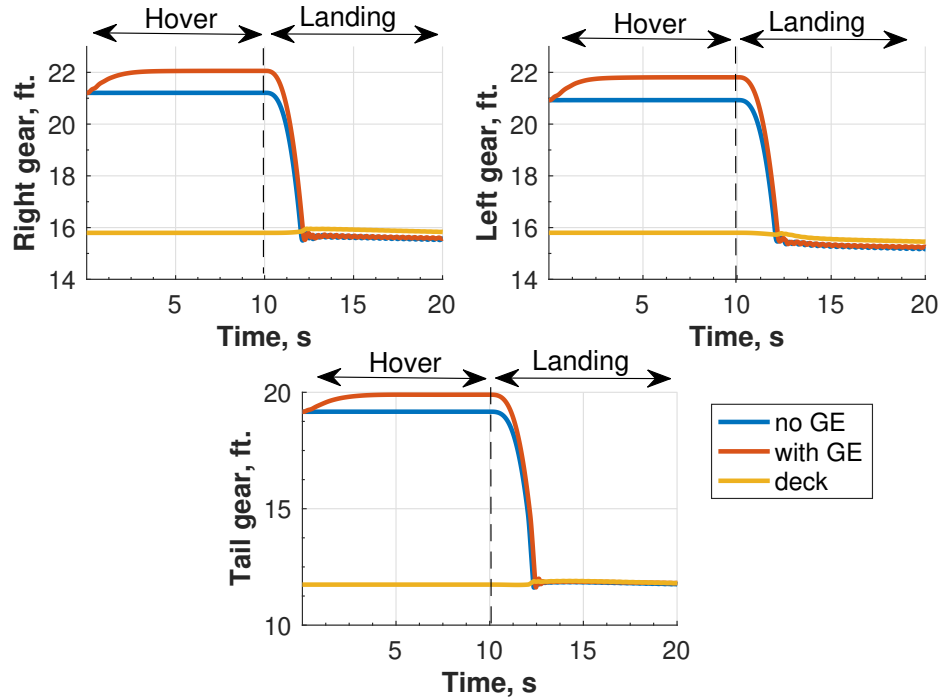 Hover Landing
Right gear, ft.
22
20
18
16
14
5 10 15 20
Time, s
Hover Landing
Left gear, ft.
22
20
18
16
14
5 10 15 20
Time, s
Hover Landing
Tail gear, ft.
20
15
10
5 10 15 20
Time, s
no GE
with GE
deck